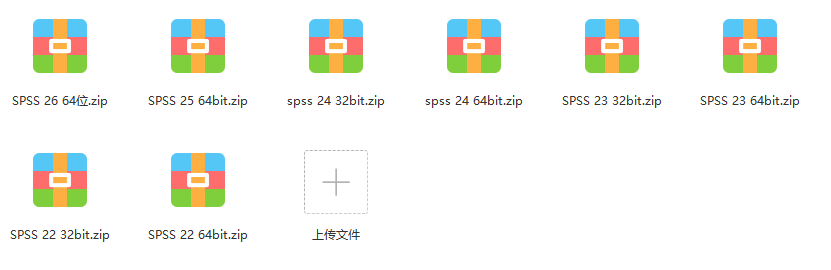 SPSS 26 64位.zip
SPSS 25 64bit.zip
spss 24 32bit.zip
spss 24 64bit.zip
SPSS 23 32bit.zip
SPSS 23 64bit.zip
SPSS 22 32bit.zip
SPSS 22 64bit.zip
上传文件